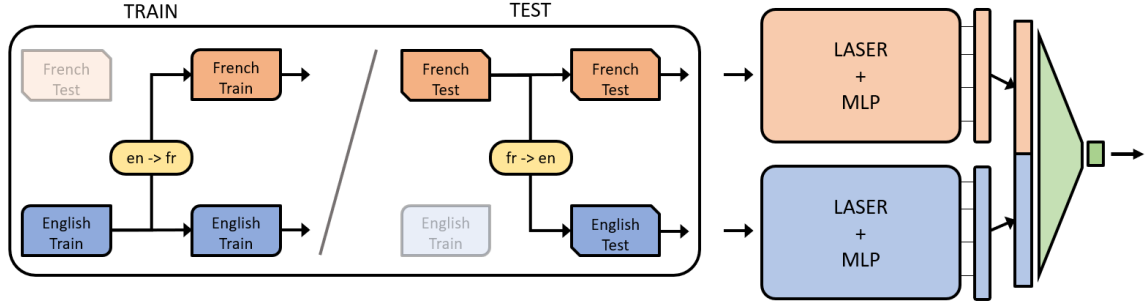 TRAIN
TEST
French
Test
French
Train
French
Test
French
Test
en -> fr
fr -> en
English
Train
English
Train
English
Train
English
Test
LASER
+
MLP
LASER
+
MLP